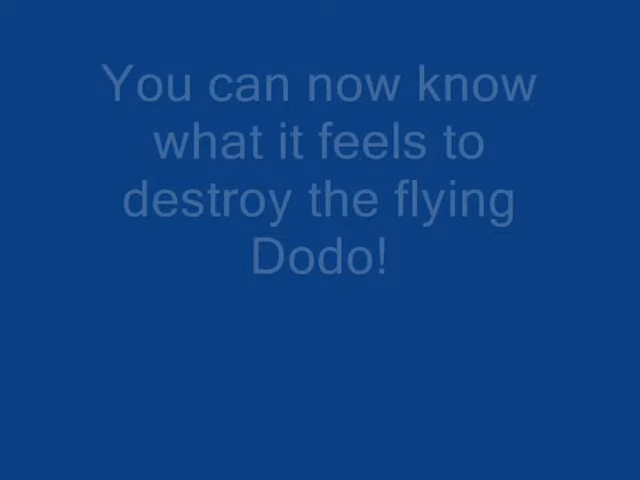 You can now know
what it feels to
destroy the flying
Dodo!